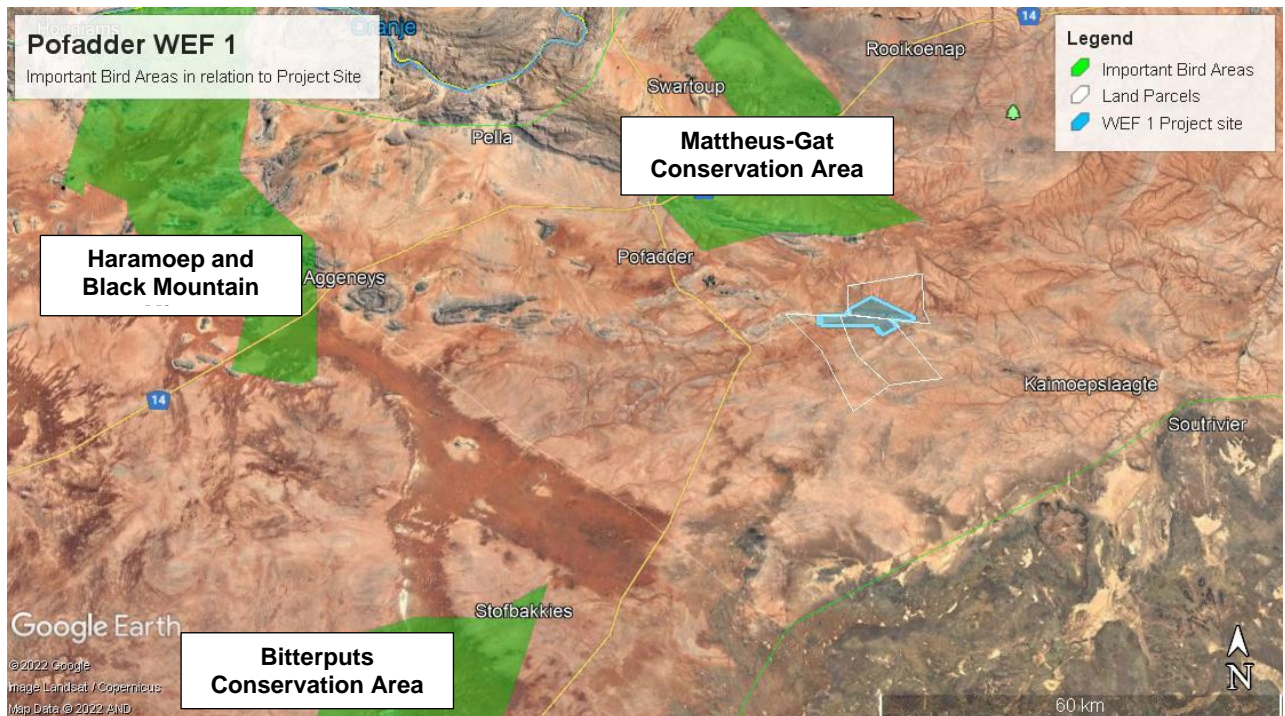 Pofadder WEF 1
Important Bird Areas in relation to Project Site
Oranje
14
Rooikoenap
Legend
Important Bird Areas
Land Parcels
WEF 1 Project site
Swartoup
Pella
Mattheus-Gat
Conservation Area
Haramoep and
Black Mountain
Aggeneys
Pofadder
14
Kaimoepslaagte
Soutrivier
Stofbakkies
Bitterputs
Conservation Area
Google Earth
© 2022 Google
Image Landsat / Copernicus
Map Data © 2022 AND
N
60 km